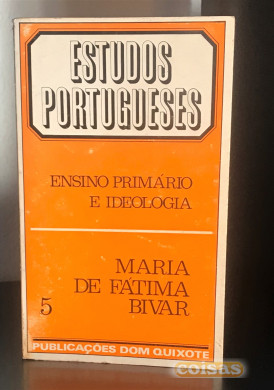 ESTUDOS
PORTUGUESES
ENSINO PRIMÁRIO
E IDEOLOGIA
MARIA
DE FÁTIMA
5 BIVAR
PUBLICAÇÕES DOM QUIXOTE
coisas